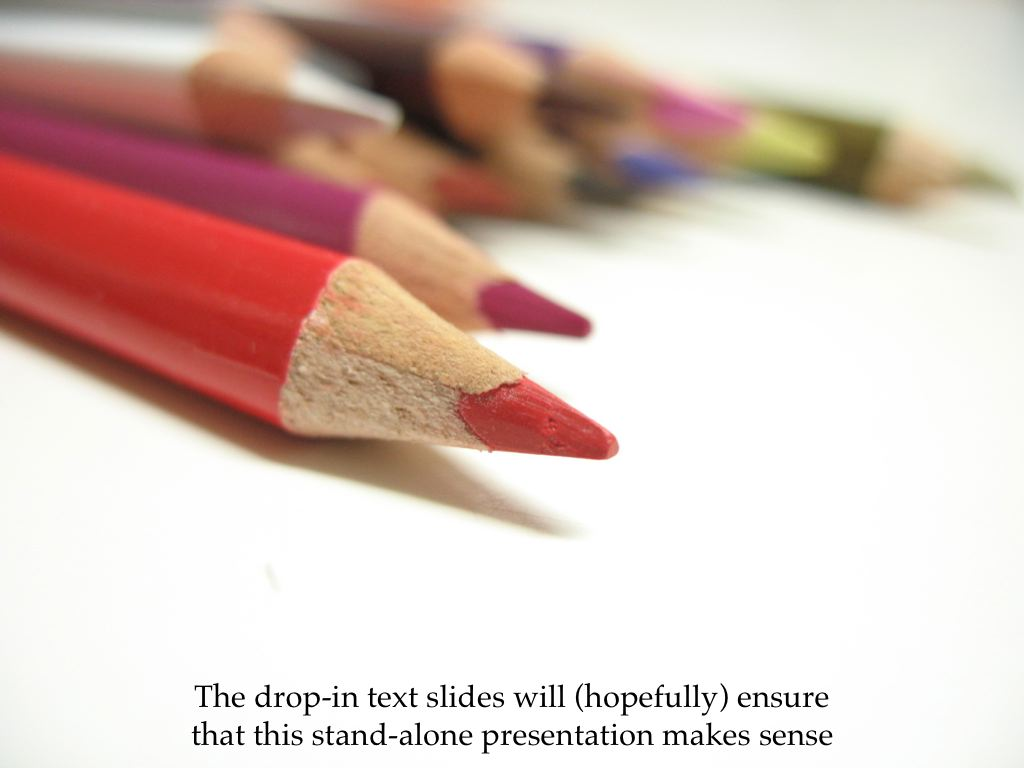 The drop-in text slides will (hopefully) ensure
that this stand-alone presentation makes sense